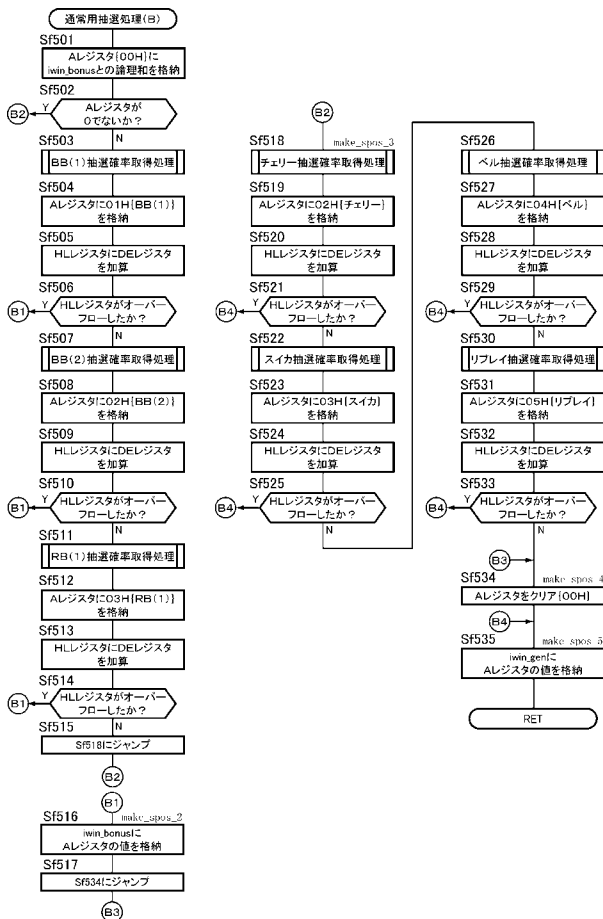 通常用抽選処理(B)
Sf501
Aレジスタ{00H}に
iwin_bonusとの論理和を格納
Sf502
Aレジスタが
0でないか?
Y
B2
N
Sf503
BB(1)抽選確率取得処理
Sf504
Aレジスタに01H{BB(1)}
を格納
Sf505
HLレジスタにDEレジスタ
を加算
Sf506
HLレジスタがオーバー
フローしたか?
Y
B1
N
Sf507
BB(2)抽選確率取得処理
Sf508
Aレジスタに02H{BB(2)}
を格納
Sf509
HLレジスタにDEレジスタ
を加算
Sf510
HLレジスタがオーバー
フローしたか?
Y
B1
N
Sf511
RB(1)抽選確率取得処理
Sf512
Aレジスタに03H{RB(1)}
を格納
Sf513
HLレジスタにDEレジスタ
を加算
Sf514
HLレジスタがオーバー
フローしたか?
Y
B1
N
Sf515
Sf518にジャンプ
B2
B1
Sf516 make_spos_2
iwin_bonusに
Aレジスタの値を格納
Sf517
Sf534にジャンプ
B3
B2
Sf518 make_spos_3
チェリー抽選確率取得処理
Sf519
Aレジスタに02H{チェリー}
を格納
Sf520
HLレジスタにDEレジスタ
を加算
Sf521
HLレジスタがオーバー
フローしたか?
Y
B4
N
Sf522
スイカ抽選確率取得処理
Sf523
Aレジスタに03H{スイカ}
を格納
Sf524
HLレジスタにDEレジスタ
を加算
Sf525
HLレジスタがオーバー
フローしたか?
Y
B4
N
Sf526
ベル抽選確率取得処理
Sf527
Aレジスタに04H{ベル}
を格納
Sf528
HLレジスタにDEレジスタ
を加算
Sf529
HLレジスタがオーバー
フローしたか?
Y
B4
N
Sf530
リプレイ抽選確率取得処理
Sf531
Aレジスタに05H{リプレイ}
を格納
Sf532
HLレジスタにDEレジスタ
を加算
Sf533
HLレジスタがオーバー
フローしたか?
Y
B4
N
B3
Sf534 make_spos_4
Aレジスタをクリア{00H}
B4
Sf535 make_spos_5
iwin_genに
Aレジスタの値を格納
RET